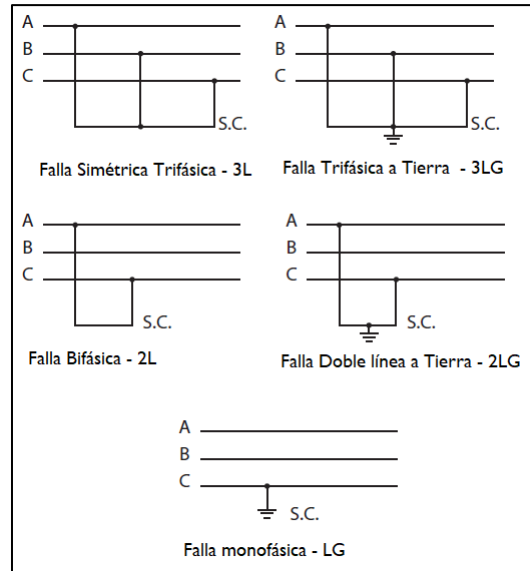 A
B
C
S.C.
Falla Simétrica Trifásica - 3L
A
B
C
S.C.
Falla Trifásica a Tierra - 3LG
A
B
C
S.C.
Falla Bifásica - 2L
A
B
C
S.C.
Falla Doble línea a Tierra - 2LG
A
B
C
S.C.
Falla monofásica - LG